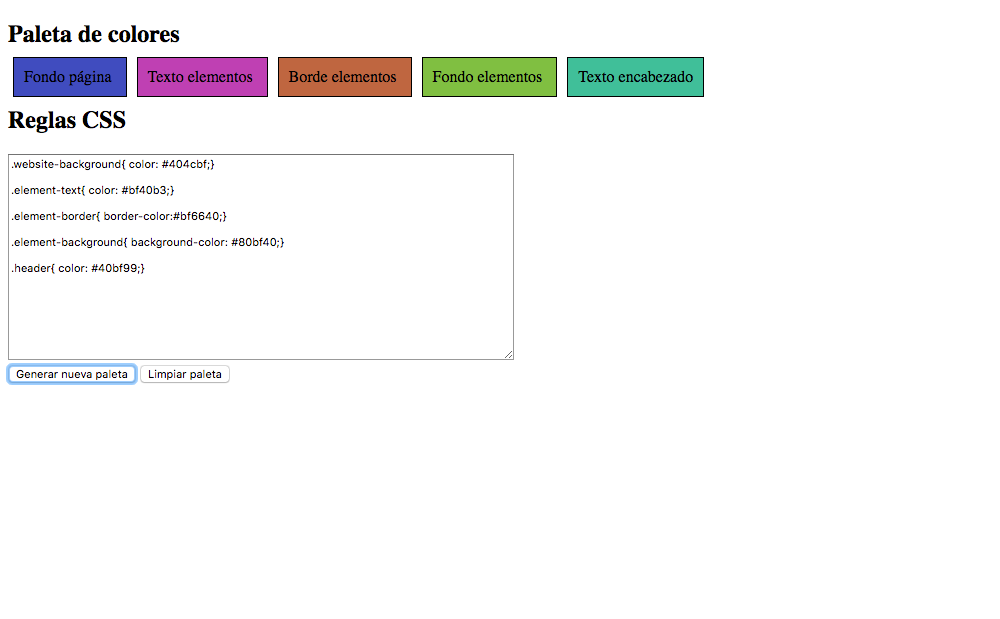 Paleta de colores
Fondo página Texto elementos Borde elementos Fondo elementos Texto encabezado
Reglas CSS
.website-background{ color: #404cbf;}
.element-text{ color: #bf40b3;}
.element-border{ border-color:#bf6640;}
.element-background{ background-color: #80bf40;}
.header{ color: #40bf99;}
Generar nueva paleta Limpiar paleta